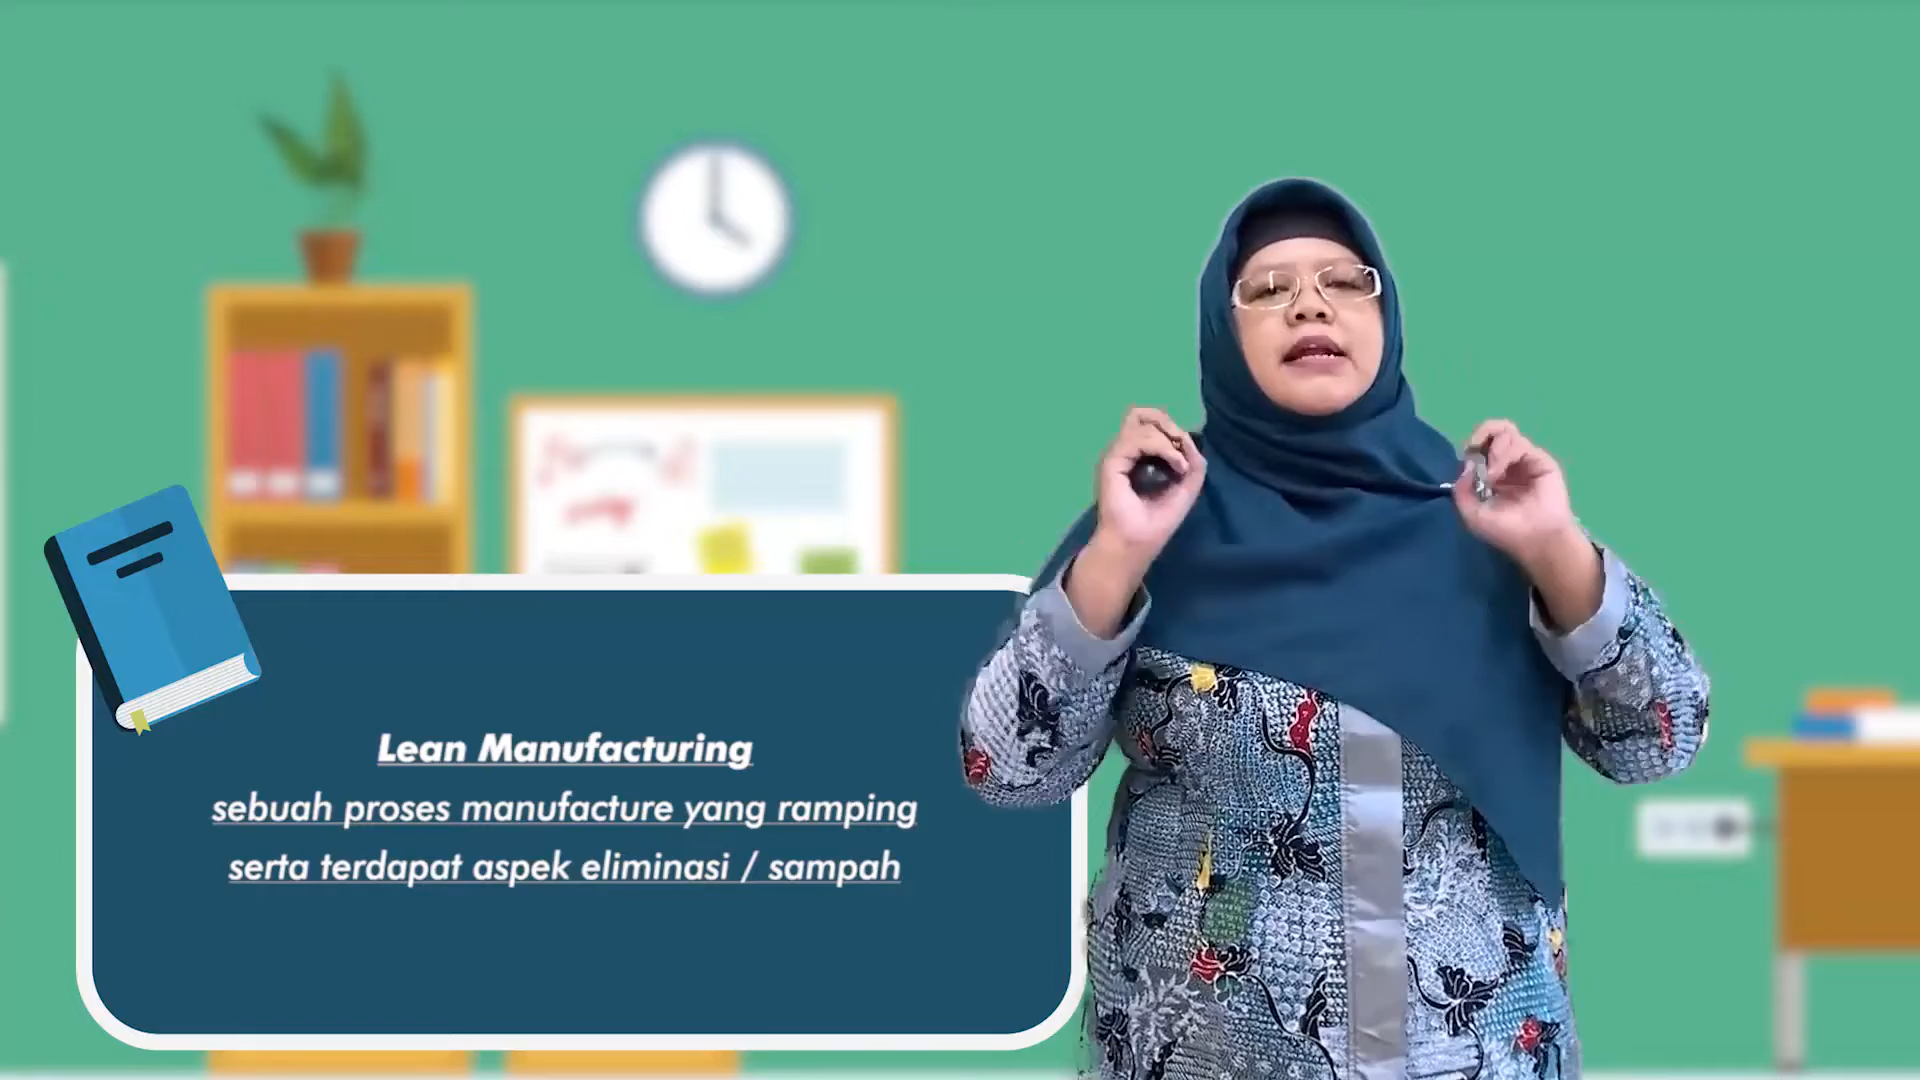 Lean Manufacturing
sebuah proses manufacture yang ramping
serta terdapat aspek eliminasi / sampah